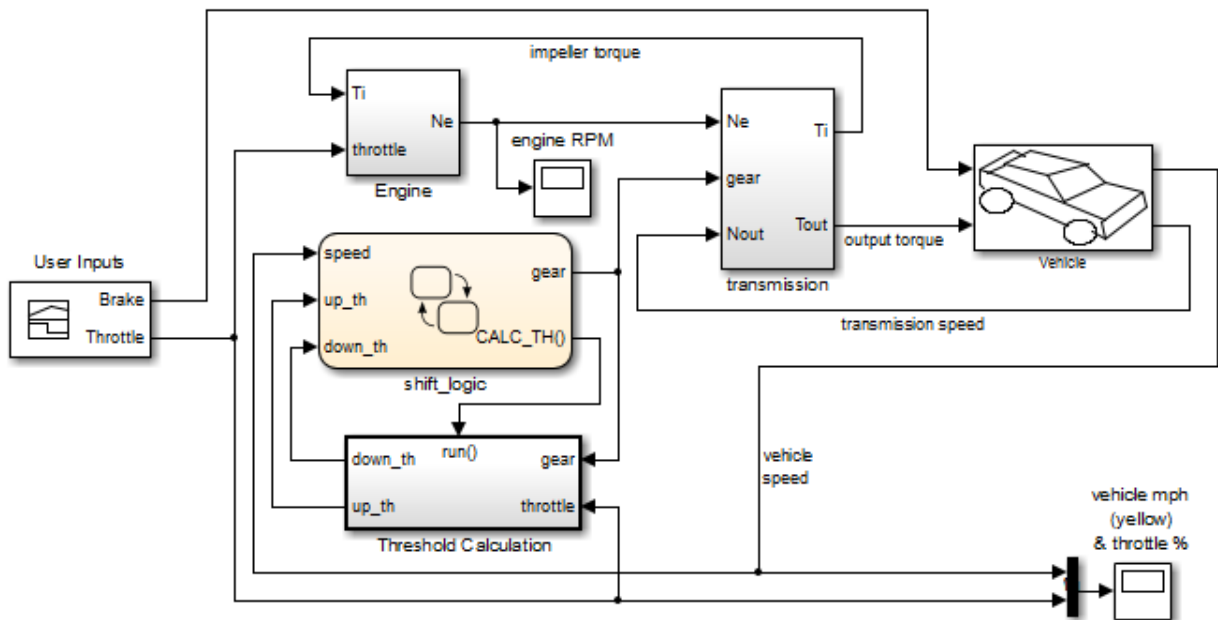 impeller torque
Ti
Ne
throttle
Engine
engine RPM
Ne
Ti
gear
Nout
Tout
transmission
output torque
Vehicle
transmission speed
User Inputs
Brake
Throttle
speed
gear
up_th
CALC_TH()
down_th
shift_logic
run()
down_th
gear
up_th
throttle
Threshold Calculation
vehicle
speed
vehicle mph
(yellow)
& throttle %